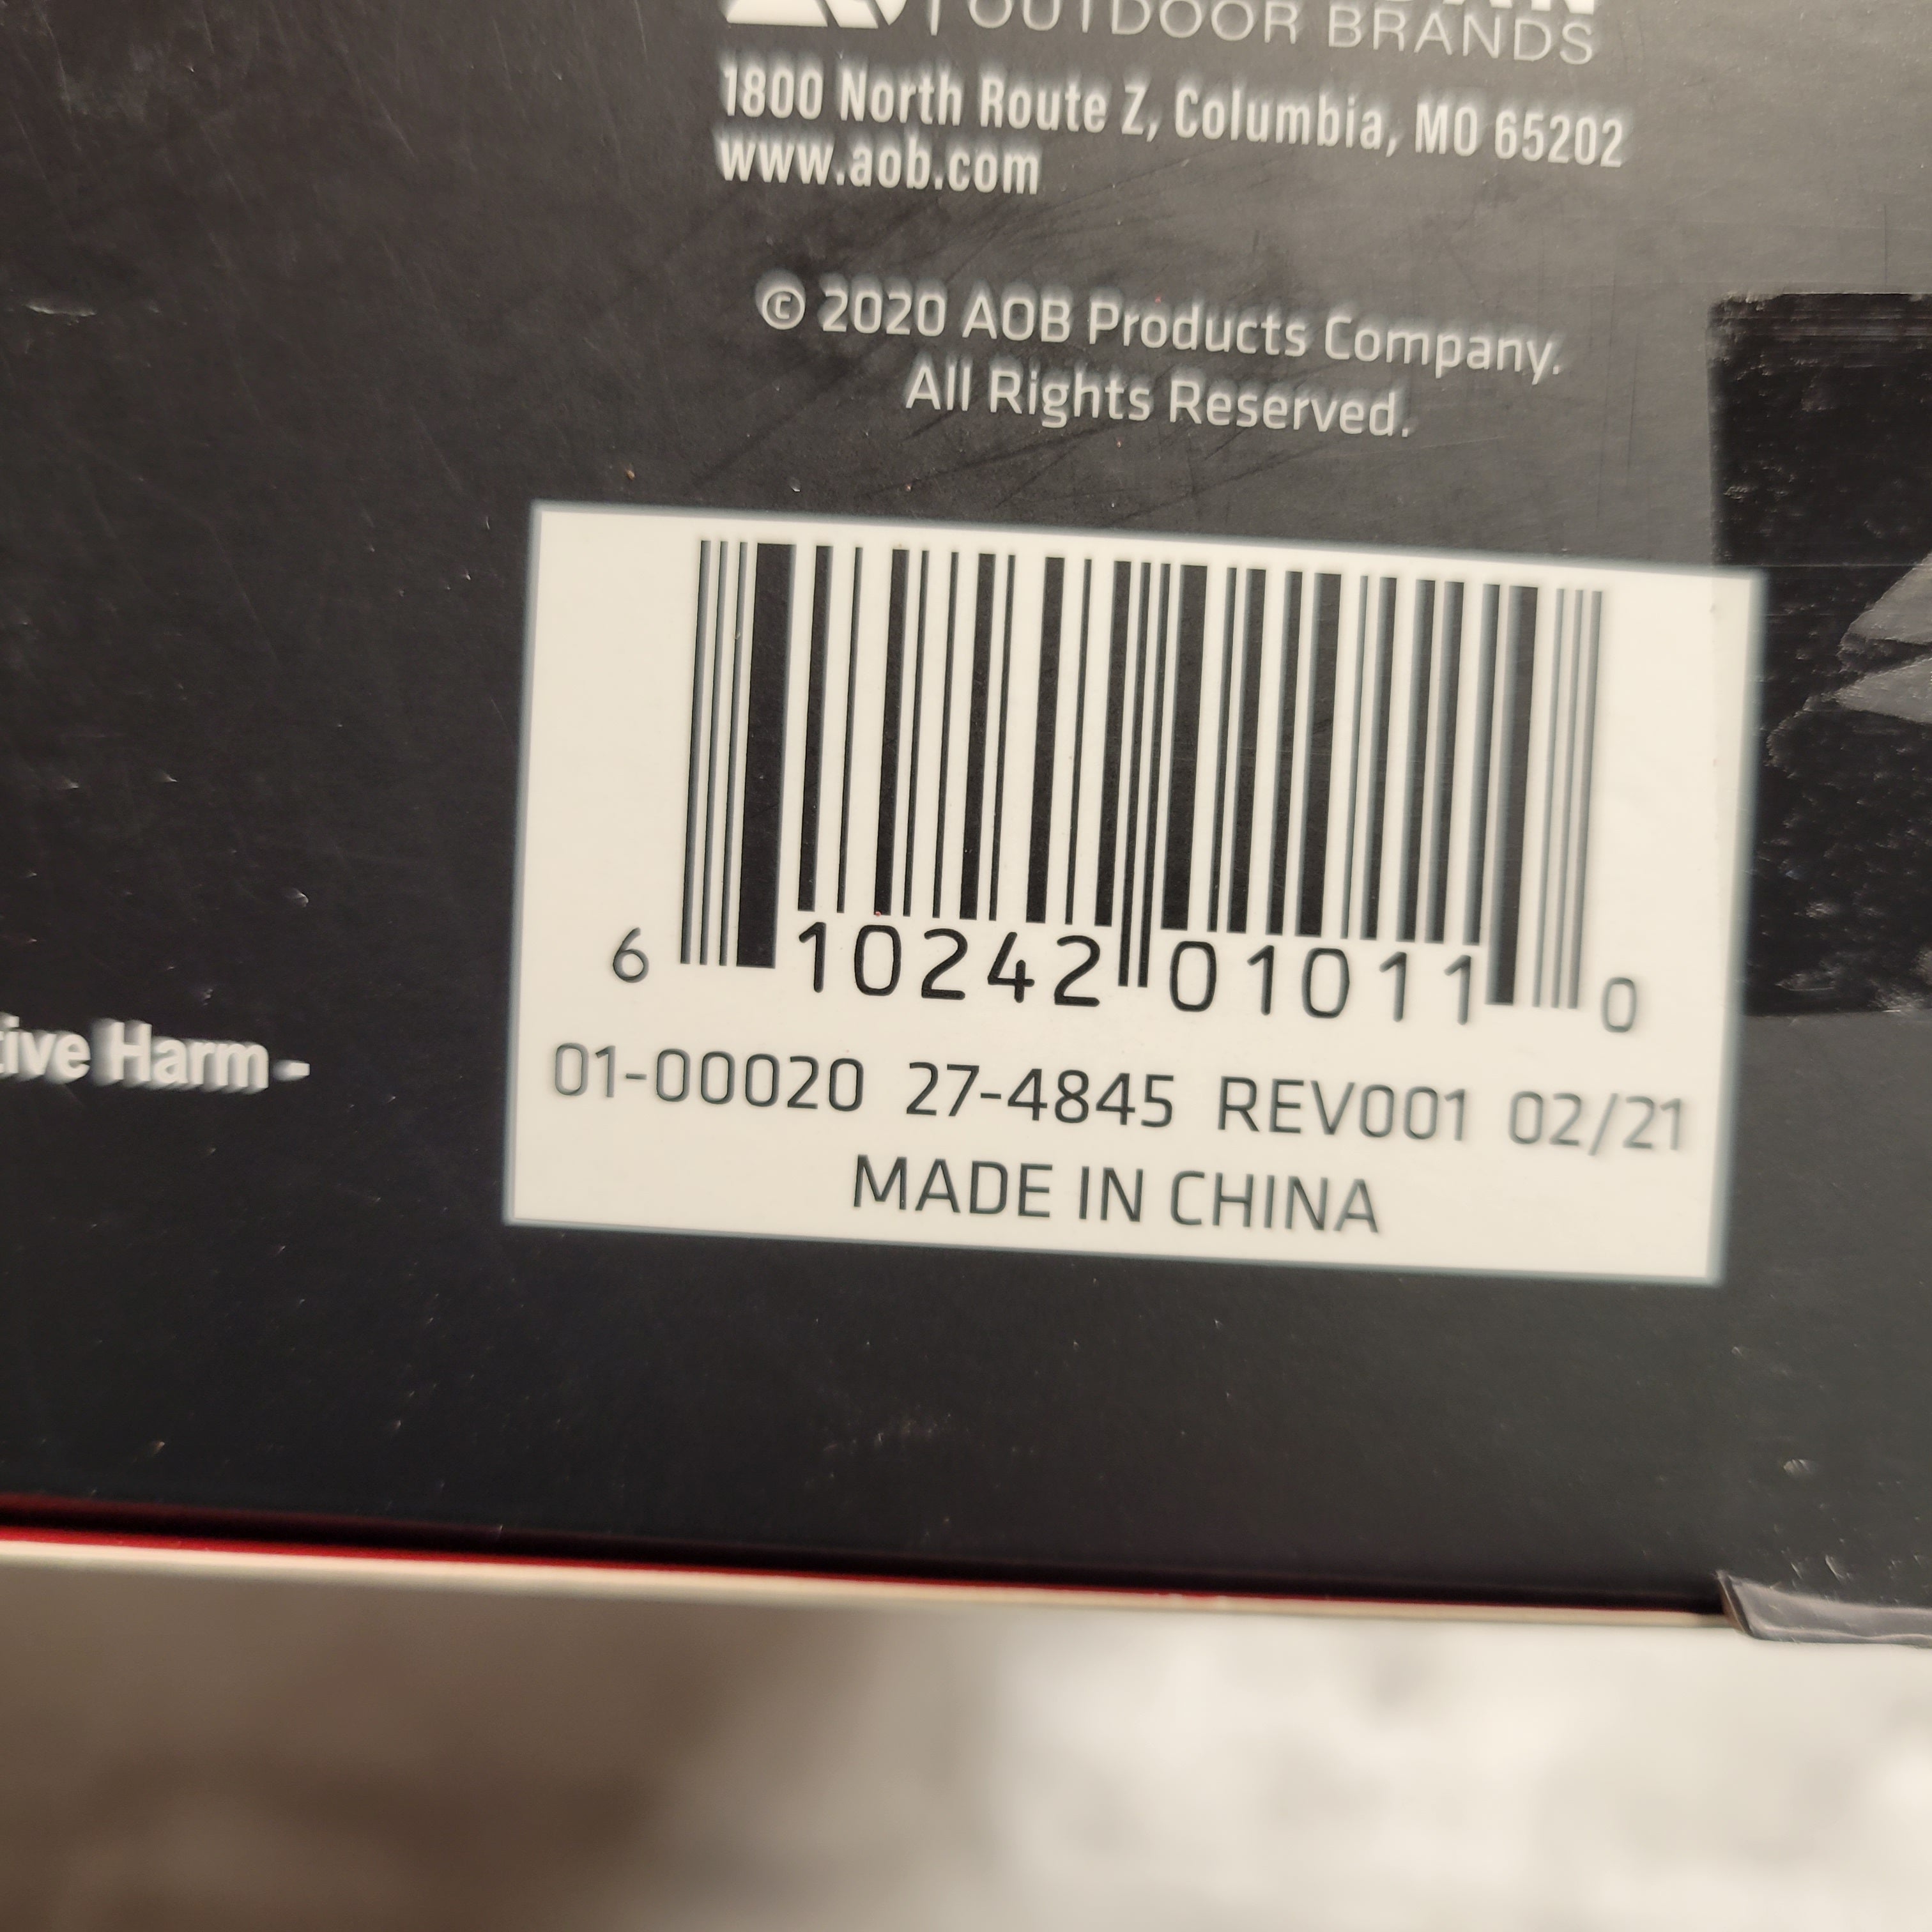 OUTDOOR BRANDS
1800 North Route Z, Columbia, MO 65202
www.aob.com
© 2020 AOB Products Company.
All Rights Reserved.
6 10242 01011 0
01-00020 27-4845 REV001 02/21
MADE IN CHINA
Harm -